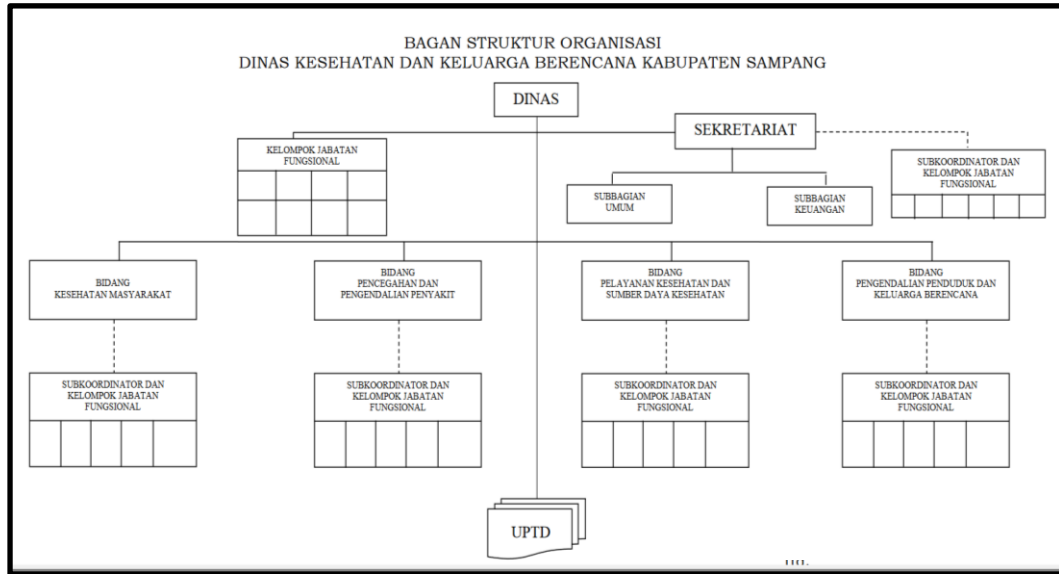 BAGAN STRUKTUR ORGANISASI
DINAS KESEHATAN DAN KELUARGA BERENCANA KABUPATEN SAMPANG
DINAS
SEKRETARIAT
KELOMPOK JABATAN
FUNGSIONAL
SUBKOORDINATOR DAN
KELOMPOK JABATAN
FUNGSIONAL
SUBBAGIAN
UMUM
SUBBAGIAN
KEUANGAN
BIDANG
KESEHATAN MASYARAKAT
BIDANG
PENCEGAHAN DAN
PENGENDALIAN PENYAKIT
BIDANG
PELAYANAN KESEHATAN DAN
SUMBER DAYA KESEHATAN
BIDANG
PENGENDALIAN PENDUDUK DAN
KELUARGA BERENCANA
SUBKOORDINATOR DAN
KELOMPOK JABATAN
FUNGSIONAL
SUBKOORDINATOR DAN
KELOMPOK JABATAN
FUNGSIONAL
SUBKOORDINATOR DAN
KELOMPOK JABATAN
FUNGSIONAL
SUBKOORDINATOR DAN
KELOMPOK JABATAN
FUNGSIONAL
UPTD